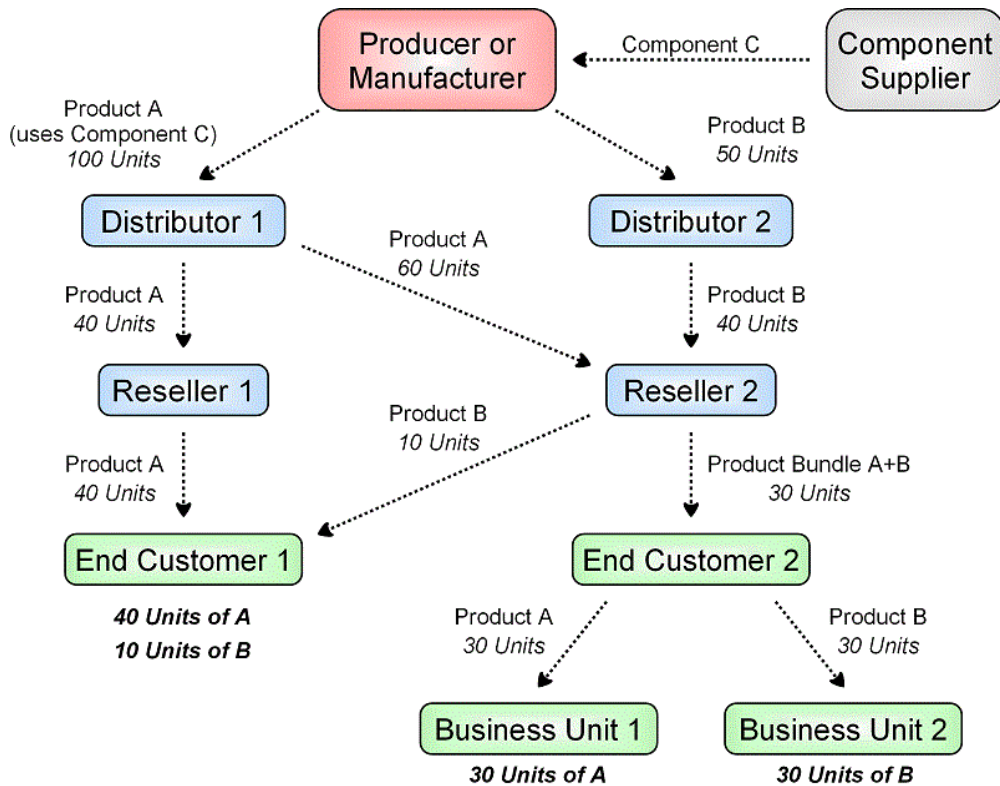 Producer or
Manufacturer
Component C
Component
Supplier
Product A
(uses Component C)
100 Units
Product B
50 Units
Distributor 1
Distributor 2
Product A
60 Units
Product A
40 Units
Product B
40 Units
Reseller 1
Reseller 2
Product B
10 Units
Product A
40 Units
Product Bundle A+B
30 Units
End Customer 1
End Customer 2
40 Units of A
10 Units of B
Product A
30 Units
Product B
30 Units
Business Unit 1
Business Unit 2
30 Units of A
30 Units of B